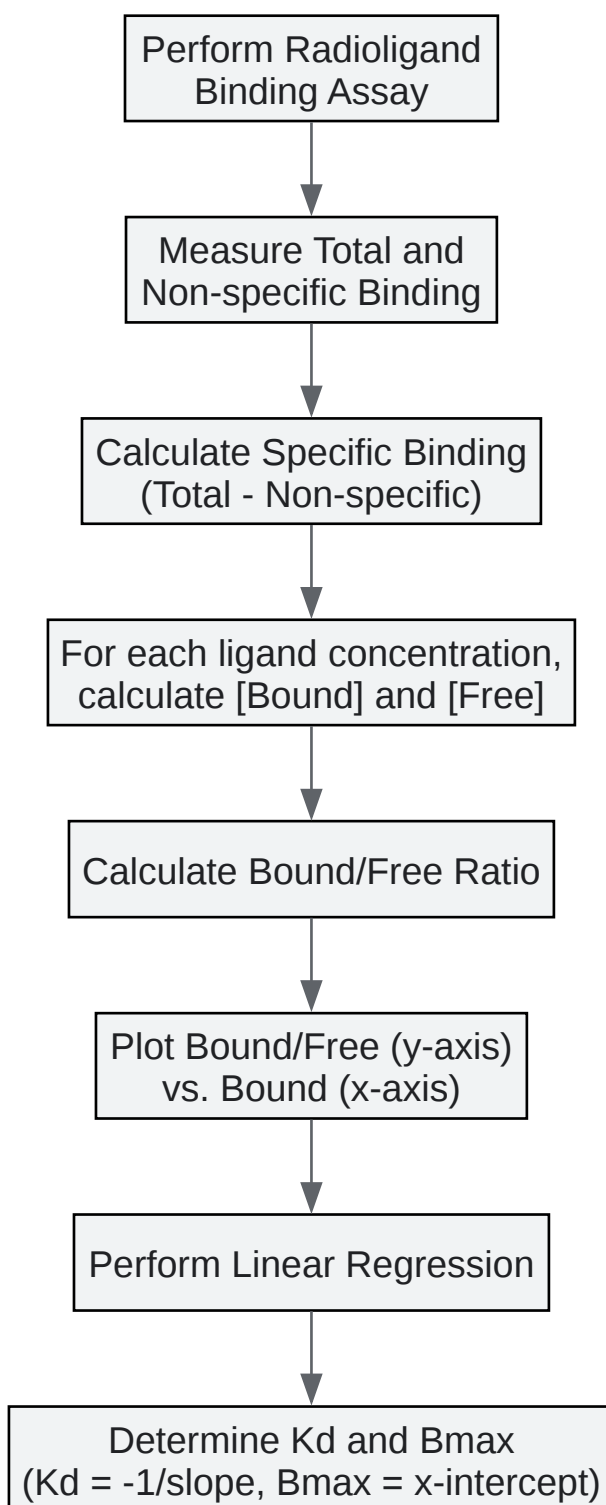 Perform Radioligand
Binding Assay
Measure Total and
Non-specific Binding
Calculate Specific Binding
(Total - Non-specific)
For each ligand concentration,
calculate [Bound] and [Free]
Calculate Bound/Free Ratio
Plot Bound/Free (y-axis)
vs. Bound (x-axis)
Perform Linear Regression
Determine Kd and Bmax
(Kd = -1/slope, Bmax = x-intercept)